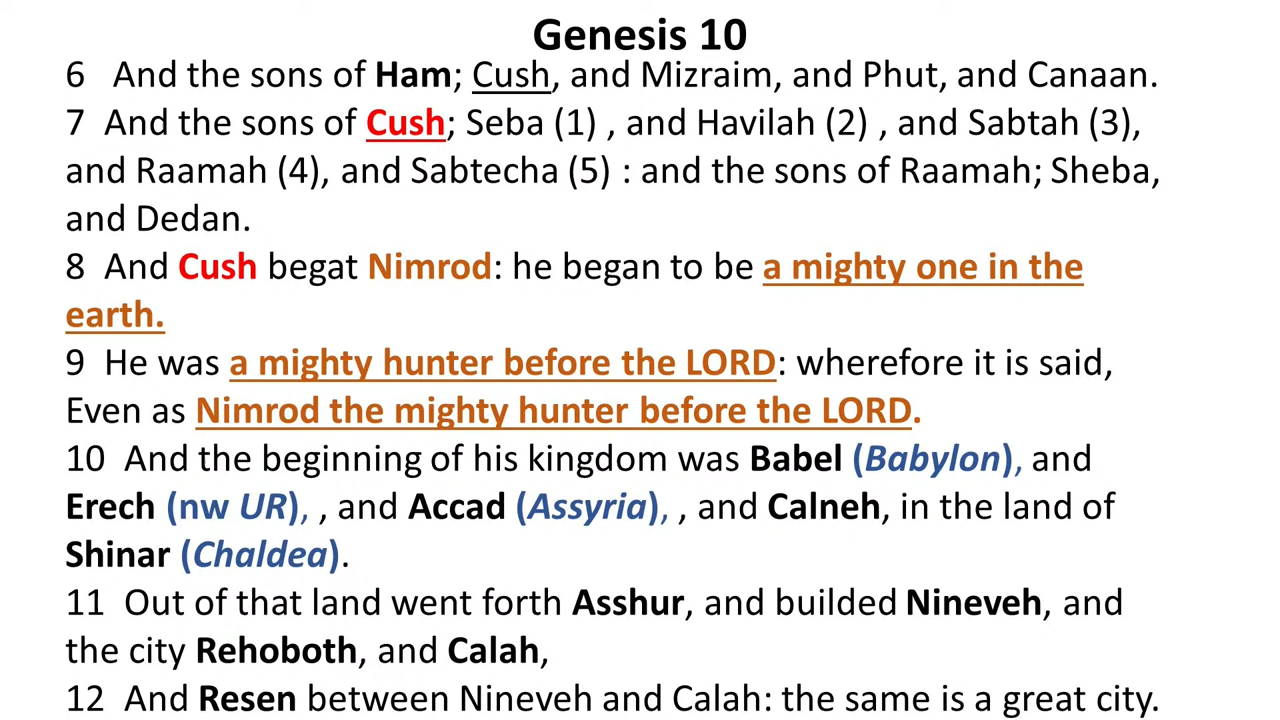 Genesis 10
6 And the sons of Ham; Cush, and Mizraim, and Phut, and Canaan.
7 And the sons of Cush; Seba (1) , and Havilah (2) , and Sabtah (3),
and Raamah (4), and Sabtecha (5) : and the sons of Raamah; Sheba,
and Dedan.
8 And Cush begat Nimrod: he began to be a mighty one in the
earth.
9 He was a mighty hunter before the LORD: wherefore it is said,
Even as Nimrod the mighty hunter before the LORD.
10 And the beginning of his kingdom was Babel (Babylon), and
Erech (nw UR), , and Accad (Assyria), , and Calneh, in the land of
Shinar (Chaldea).
11 Out of that land went forth Asshur, and builded Nineveh, and
the city Rehoboth, and Calah,
12 And Resen between Nineveh and Calah: the same is a great city.